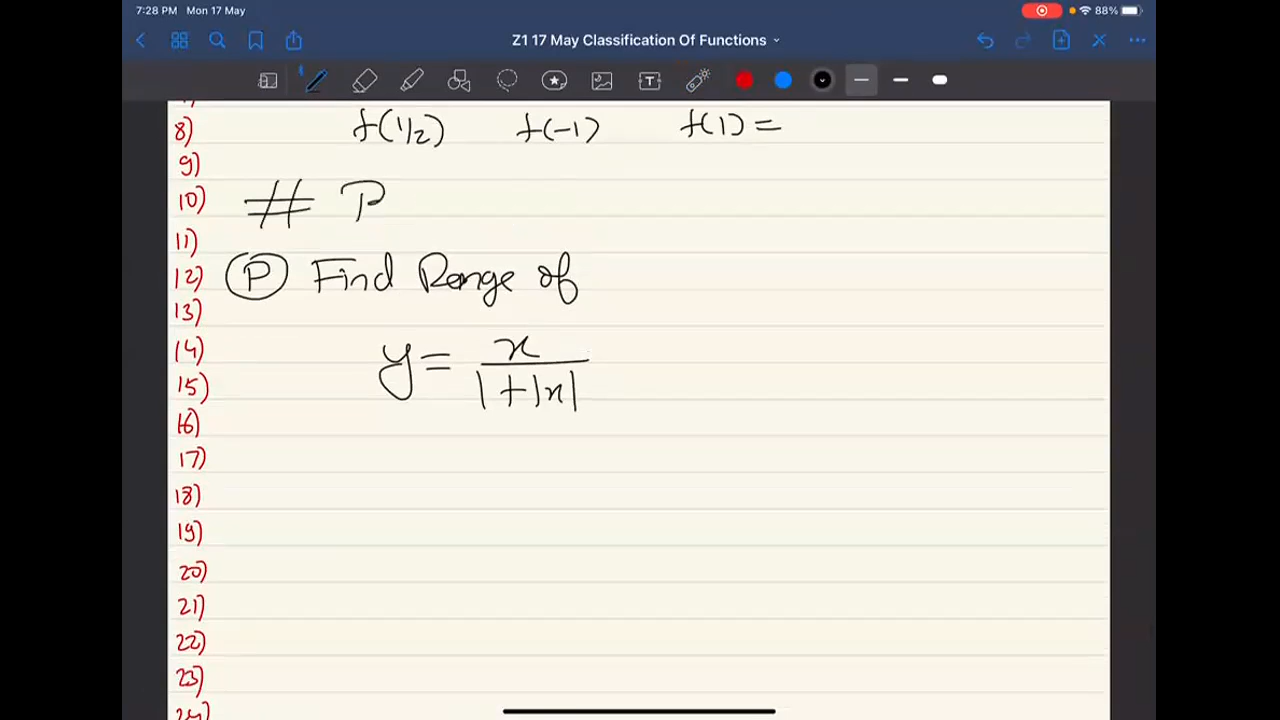 7:28 PM Mon 17 May 88%
Z1 17 May Classification Of Functions
8) f(1/2) f(-1) f(1) =
9)
10) # P
11)
12) P Find Range of
13)
14) y = x
15) 1+|x|
16)
17)
18)
19)
20)
21)
22)
23)
24)